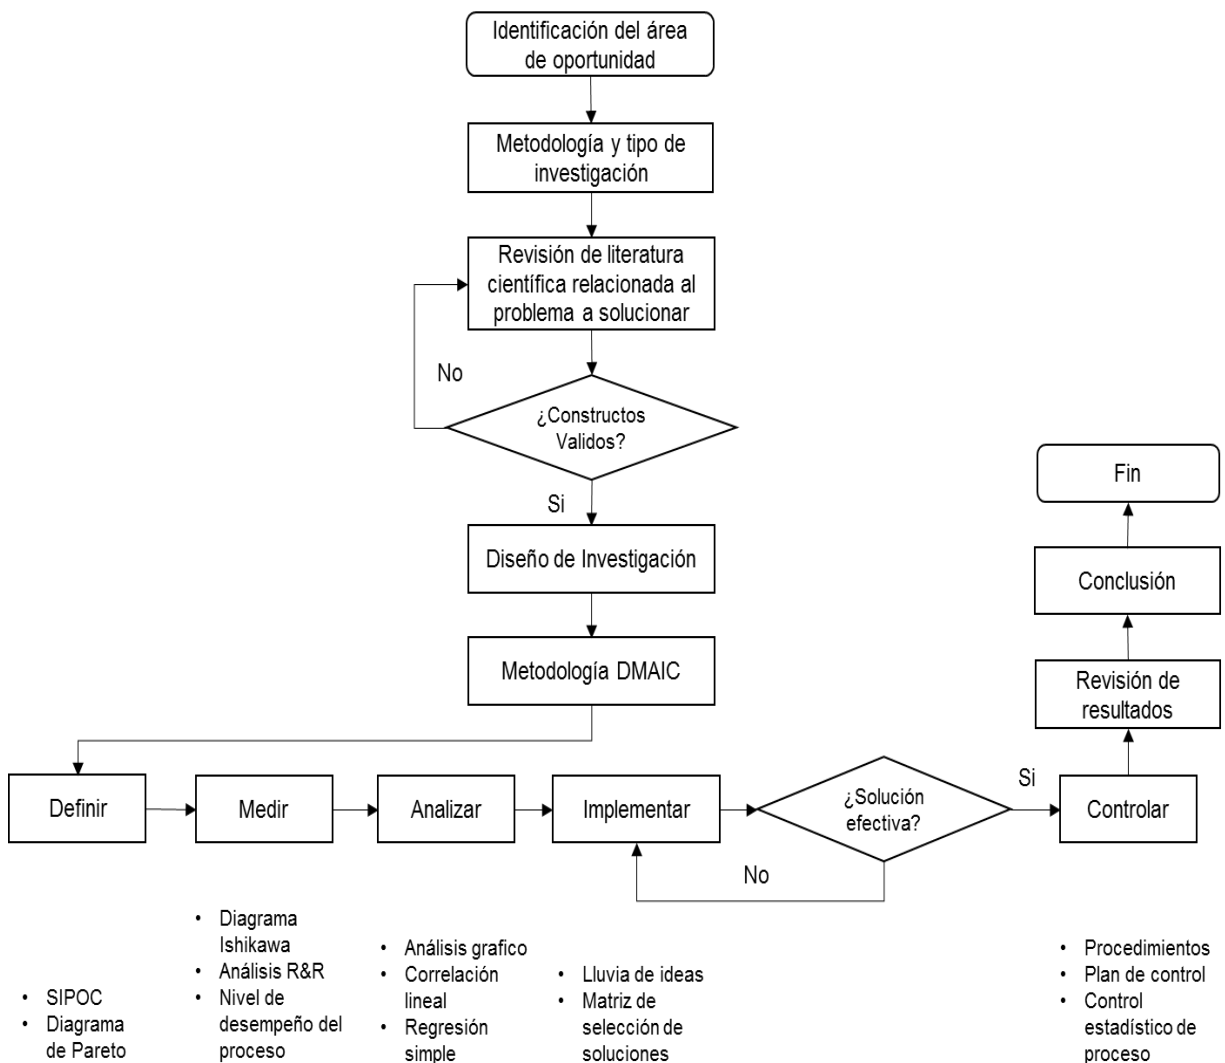 Identificación del área
de oportunidad
Metodología y tipo de
investigación
Revisión de literatura
científica relacionada al
problema a solucionar
No
¿Constructos
Validos?
Si
Diseño de Investigación
Metodología DMAIC
Fin
Conclusión
Revisión de
resultados
Definir
Medir
Analizar
Implementar
¿Solución
efectiva?
Si
Controlar
No
• SIPOC
• Diagrama
de Pareto
• Diagrama
Ishikawa
• Análisis R&R
• Nivel de
desempeño del
proceso
• Análisis grafico
• Correlación
lineal
• Regresión
simple
• Lluvia de ideas
• Matriz de
selección de
soluciones
• Procedimientos
• Plan de control
• Control
estadístico de
proceso